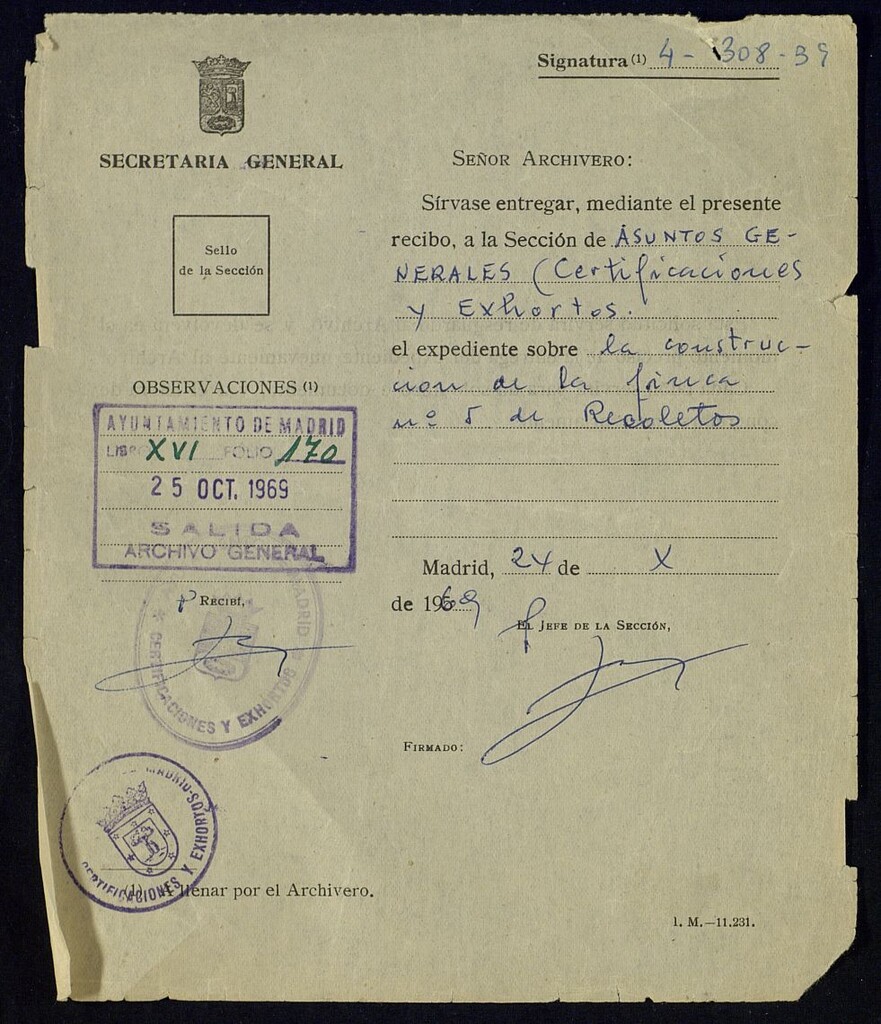 Signatura (1) 4-308-39
SECRETARIA GENERAL
Sello
de la Sección
OBSERVACIONES (1)
AYUNTAMIENTO DE MADRID
LIBRO XVI FOLIO 170
25 OCT. 1969
SALIDA
ARCHIVO GENERAL
P RECIBÍ,
MADRID
CERTIFICACIONES Y EXHORTOS
SEÑOR ARCHIVERO:
Sírvase entregar, mediante el presente
recibo, a la Sección de ASUNTOS GE-
NERALES (Certificaciones
y Exhortos.
el expediente sobre la construc-
cion de la finca
nº 5 de Recoletos
Madrid, 24 de X
de 1969
EL JEFE DE LA SECCIÓN,
FIRMADO:
MADRID-
CERTIFICACIONES Y EXHORTOS
(1) A llenar por el Archivero.
1. M.—11.231.